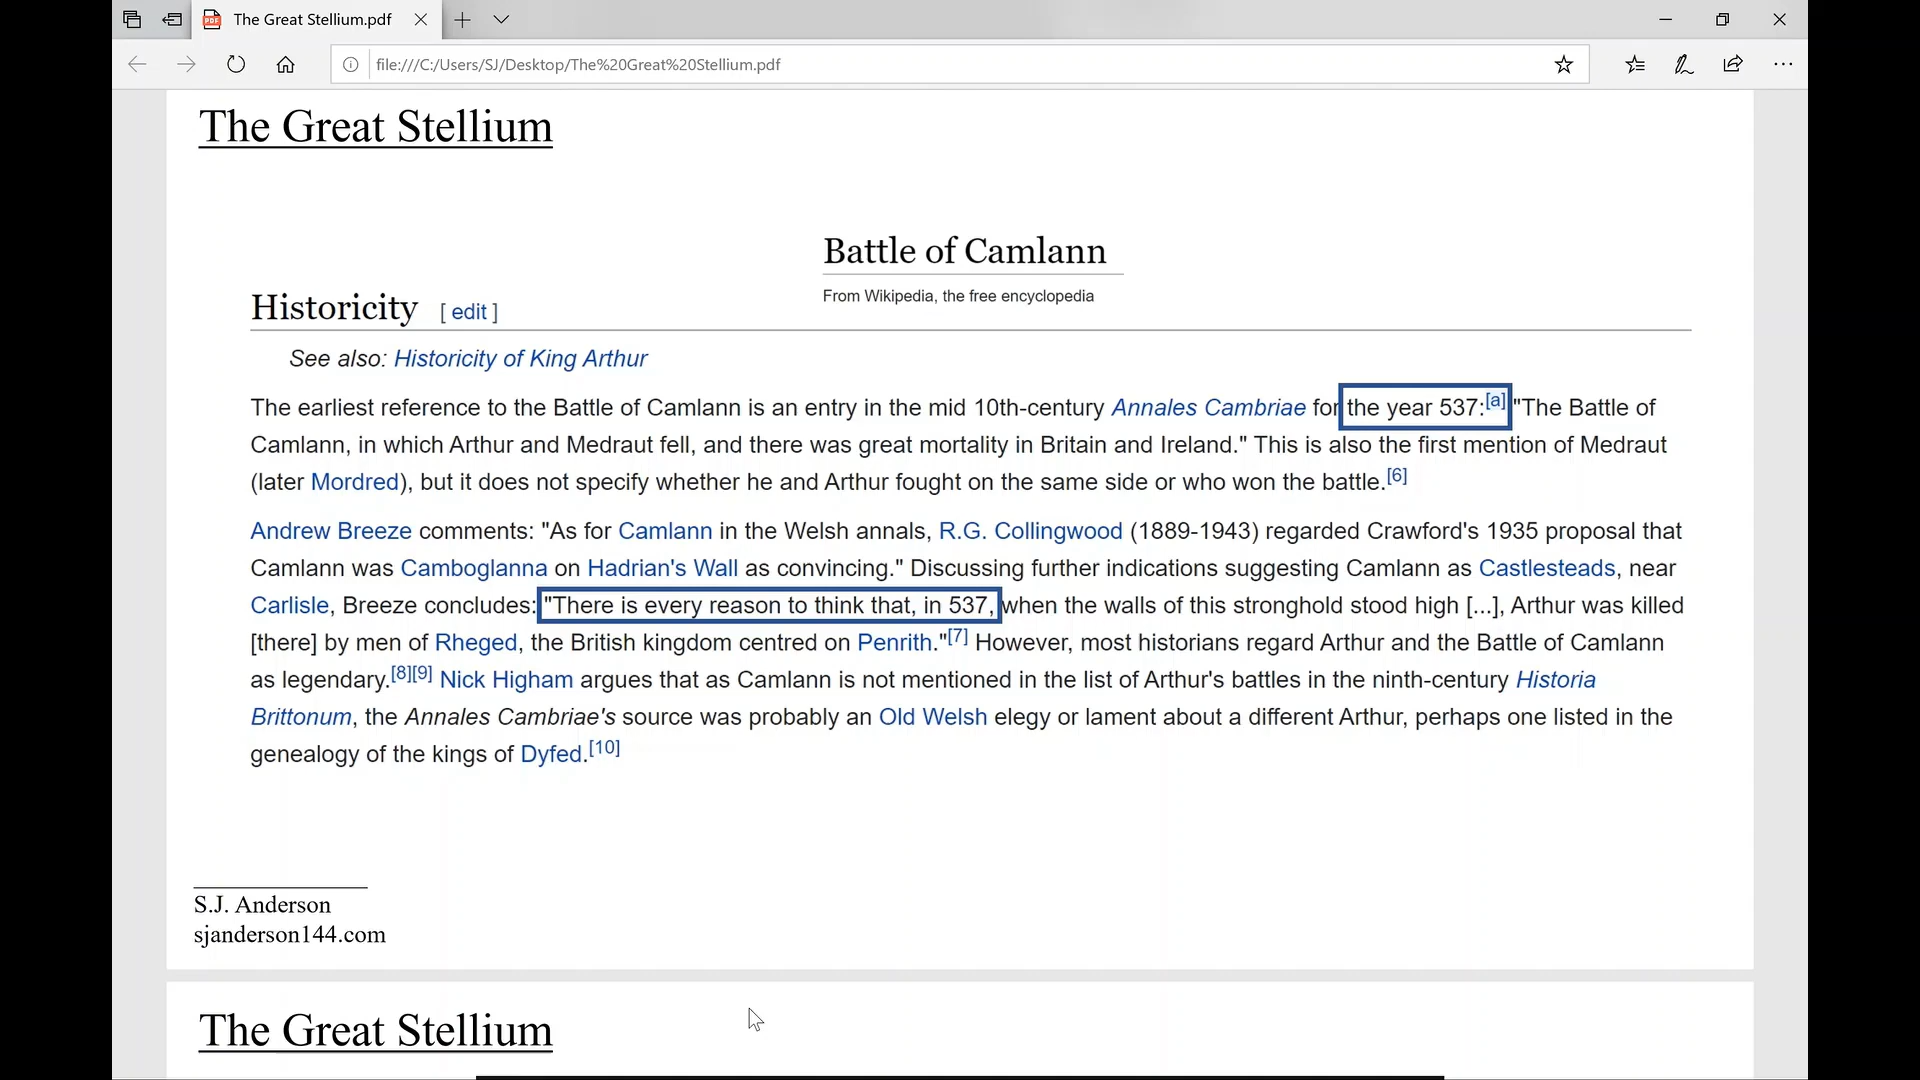 The Great Stellium.pdf
file:///C:/Users/SJ/Desktop/The%20Great%20Stellium.pdf
The Great Stellium
Battle of Camlann
From Wikipedia, the free encyclopedia
Historicity [ edit ]
See also: Historicity of King Arthur
The earliest reference to the Battle of Camlann is an entry in the mid 10th-century Annales Cambriae for the year 537:[a] "The Battle of
Camlann, in which Arthur and Medraut fell, and there was great mortality in Britain and Ireland." This is also the first mention of Medraut
(later Mordred), but it does not specify whether he and Arthur fought on the same side or who won the battle.[6]
Andrew Breeze comments: "As for Camlann in the Welsh annals, R.G. Collingwood (1889-1943) regarded Crawford's 1935 proposal that
Camlann was Camboglanna on Hadrian's Wall as convincing." Discussing further indications suggesting Camlann as Castlesteads, near
Carlisle, Breeze concludes: "There is every reason to think that, in 537, when the walls of this stronghold stood high [...], Arthur was killed
[there] by men of Rheged, the British kingdom centred on Penrith."[7] However, most historians regard Arthur and the Battle of Camlann
as legendary.[8][9] Nick Higham argues that as Camlann is not mentioned in the list of Arthur's battles in the ninth-century Historia
Brittonum, the Annales Cambriae's source was probably an Old Welsh elegy or lament about a different Arthur, perhaps one listed in the
genealogy of the kings of Dyfed.[10]
S.J. Anderson
sjanderson144.com
The Great Stellium